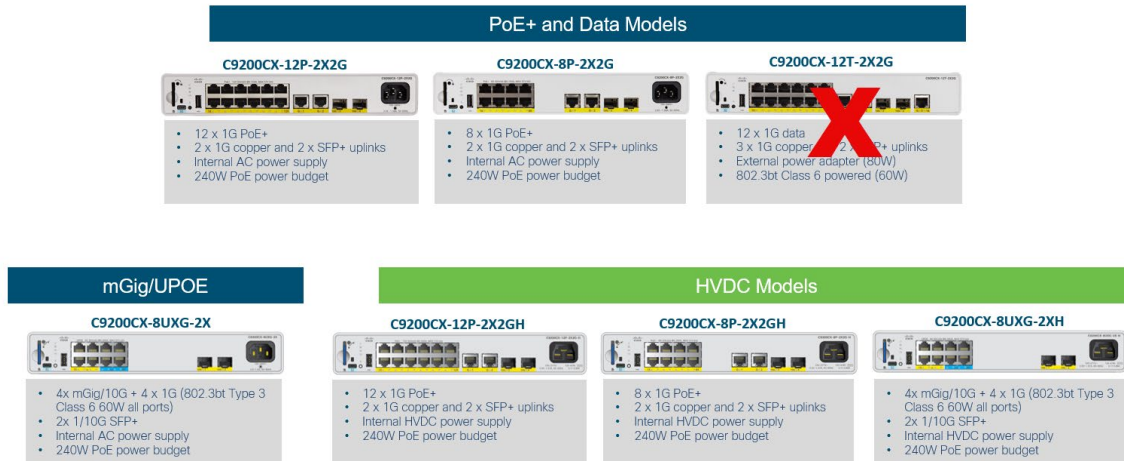 PoE+ and Data Models
C9200CX-12P-2X2G
• 12 x 1G PoE+
• 2 x 1G copper and 2 x SFP+ uplinks
• Internal AC power supply
• 240W PoE power budget
C9200CX-8P-2X2G
• 8 x 1G PoE+
• 2 x 1G copper and 2 x SFP+ uplinks
• Internal AC power supply
• 240W PoE power budget
C9200CX-12T-2X2G
X
• 12 x 1G data
• 3 x 1G copper 2 P+ uplinks
• External power adapter (80W)
• 802.3bt Class 6 powered (60W)
mGig/UPOE
C9200CX-8UXG-2X
• 4x mGig/10G + 4 x 1G (802.3bt Type 3
Class 6 60W all ports)
• 2x 1/10G SFP+
• Internal AC power supply
• 240W PoE power budget
HVDC Models
C9200CX-12P-2X2GH
• 12 x 1G PoE+
• 2 x 1G copper and 2 x SFP+ uplinks
• Internal HVDC power supply
• 240W PoE power budget
C9200CX-8P-2X2GH
• 8 x 1G PoE+
• 2 x 1G copper and 2 x SFP+ uplinks
• Internal HVDC power supply
• 240W PoE power budget
C9200CX-8UXG-2XH
• 4x mGig/10G + 4 x 1G (802.3bt Type 3
Class 6 60W all ports)
• 2x 1/10G SFP+
• Internal HVDC power supply
• 240W PoE power budget